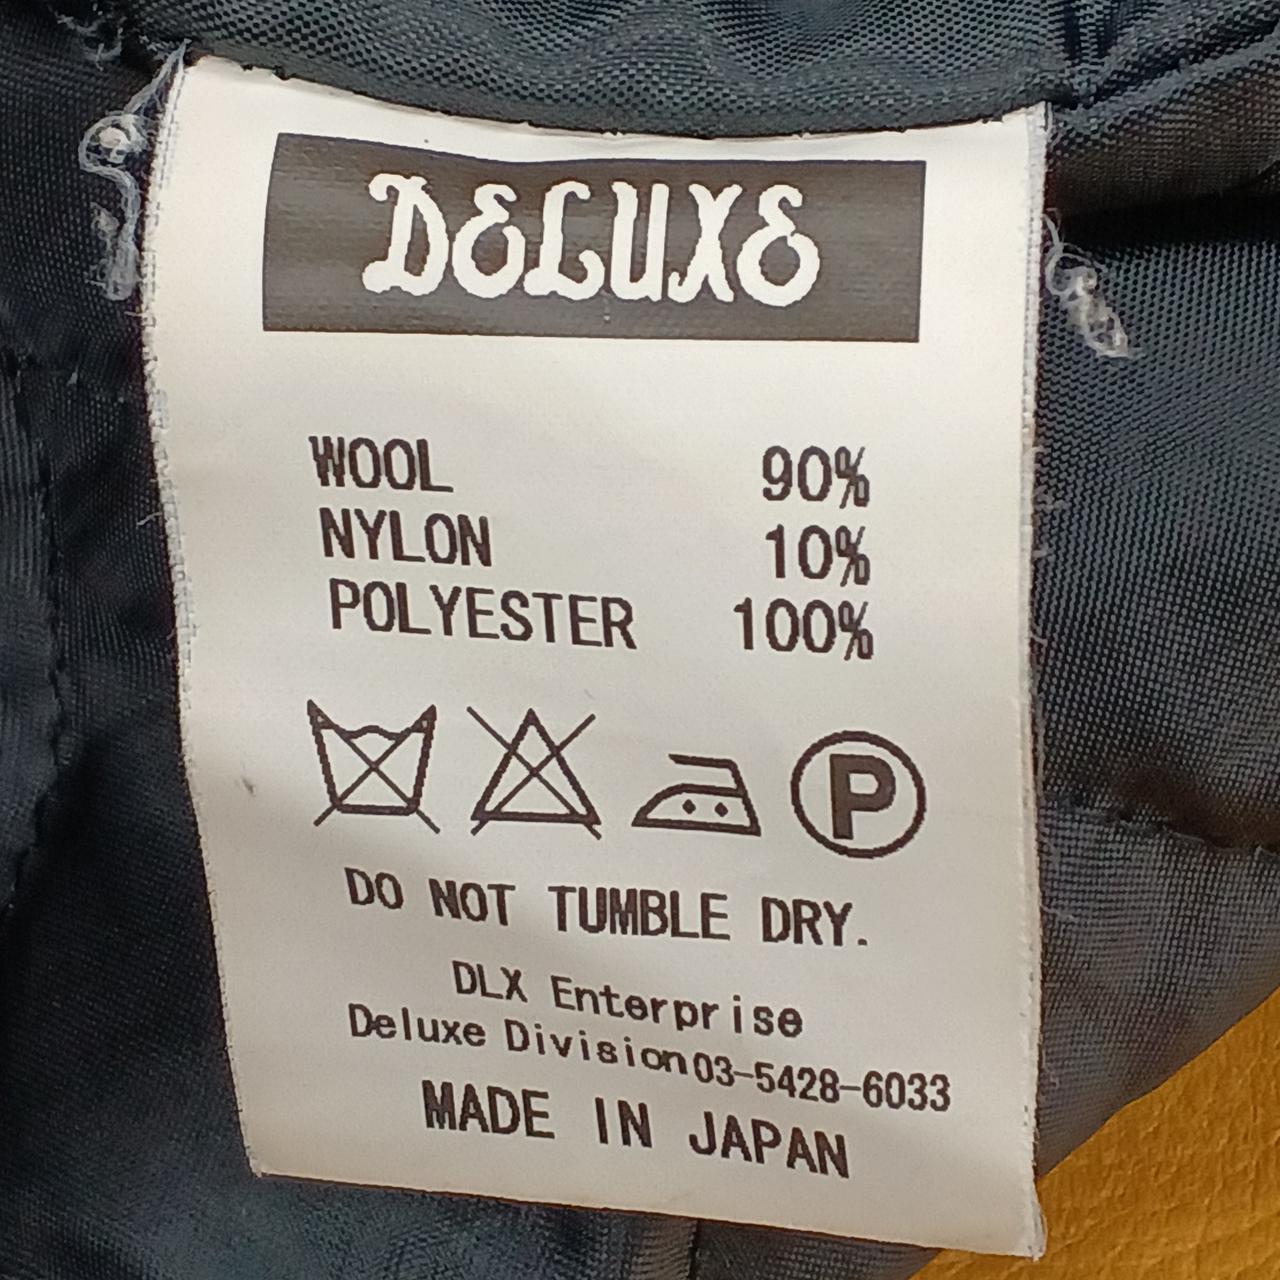 DELUXE
WOOL 90%
NYLON 10%
POLYESTER 100%
P
DO NOT TUMBLE DRY.
DLX Enterprise
Deluxe Division03-5428-6033
MADE IN JAPAN